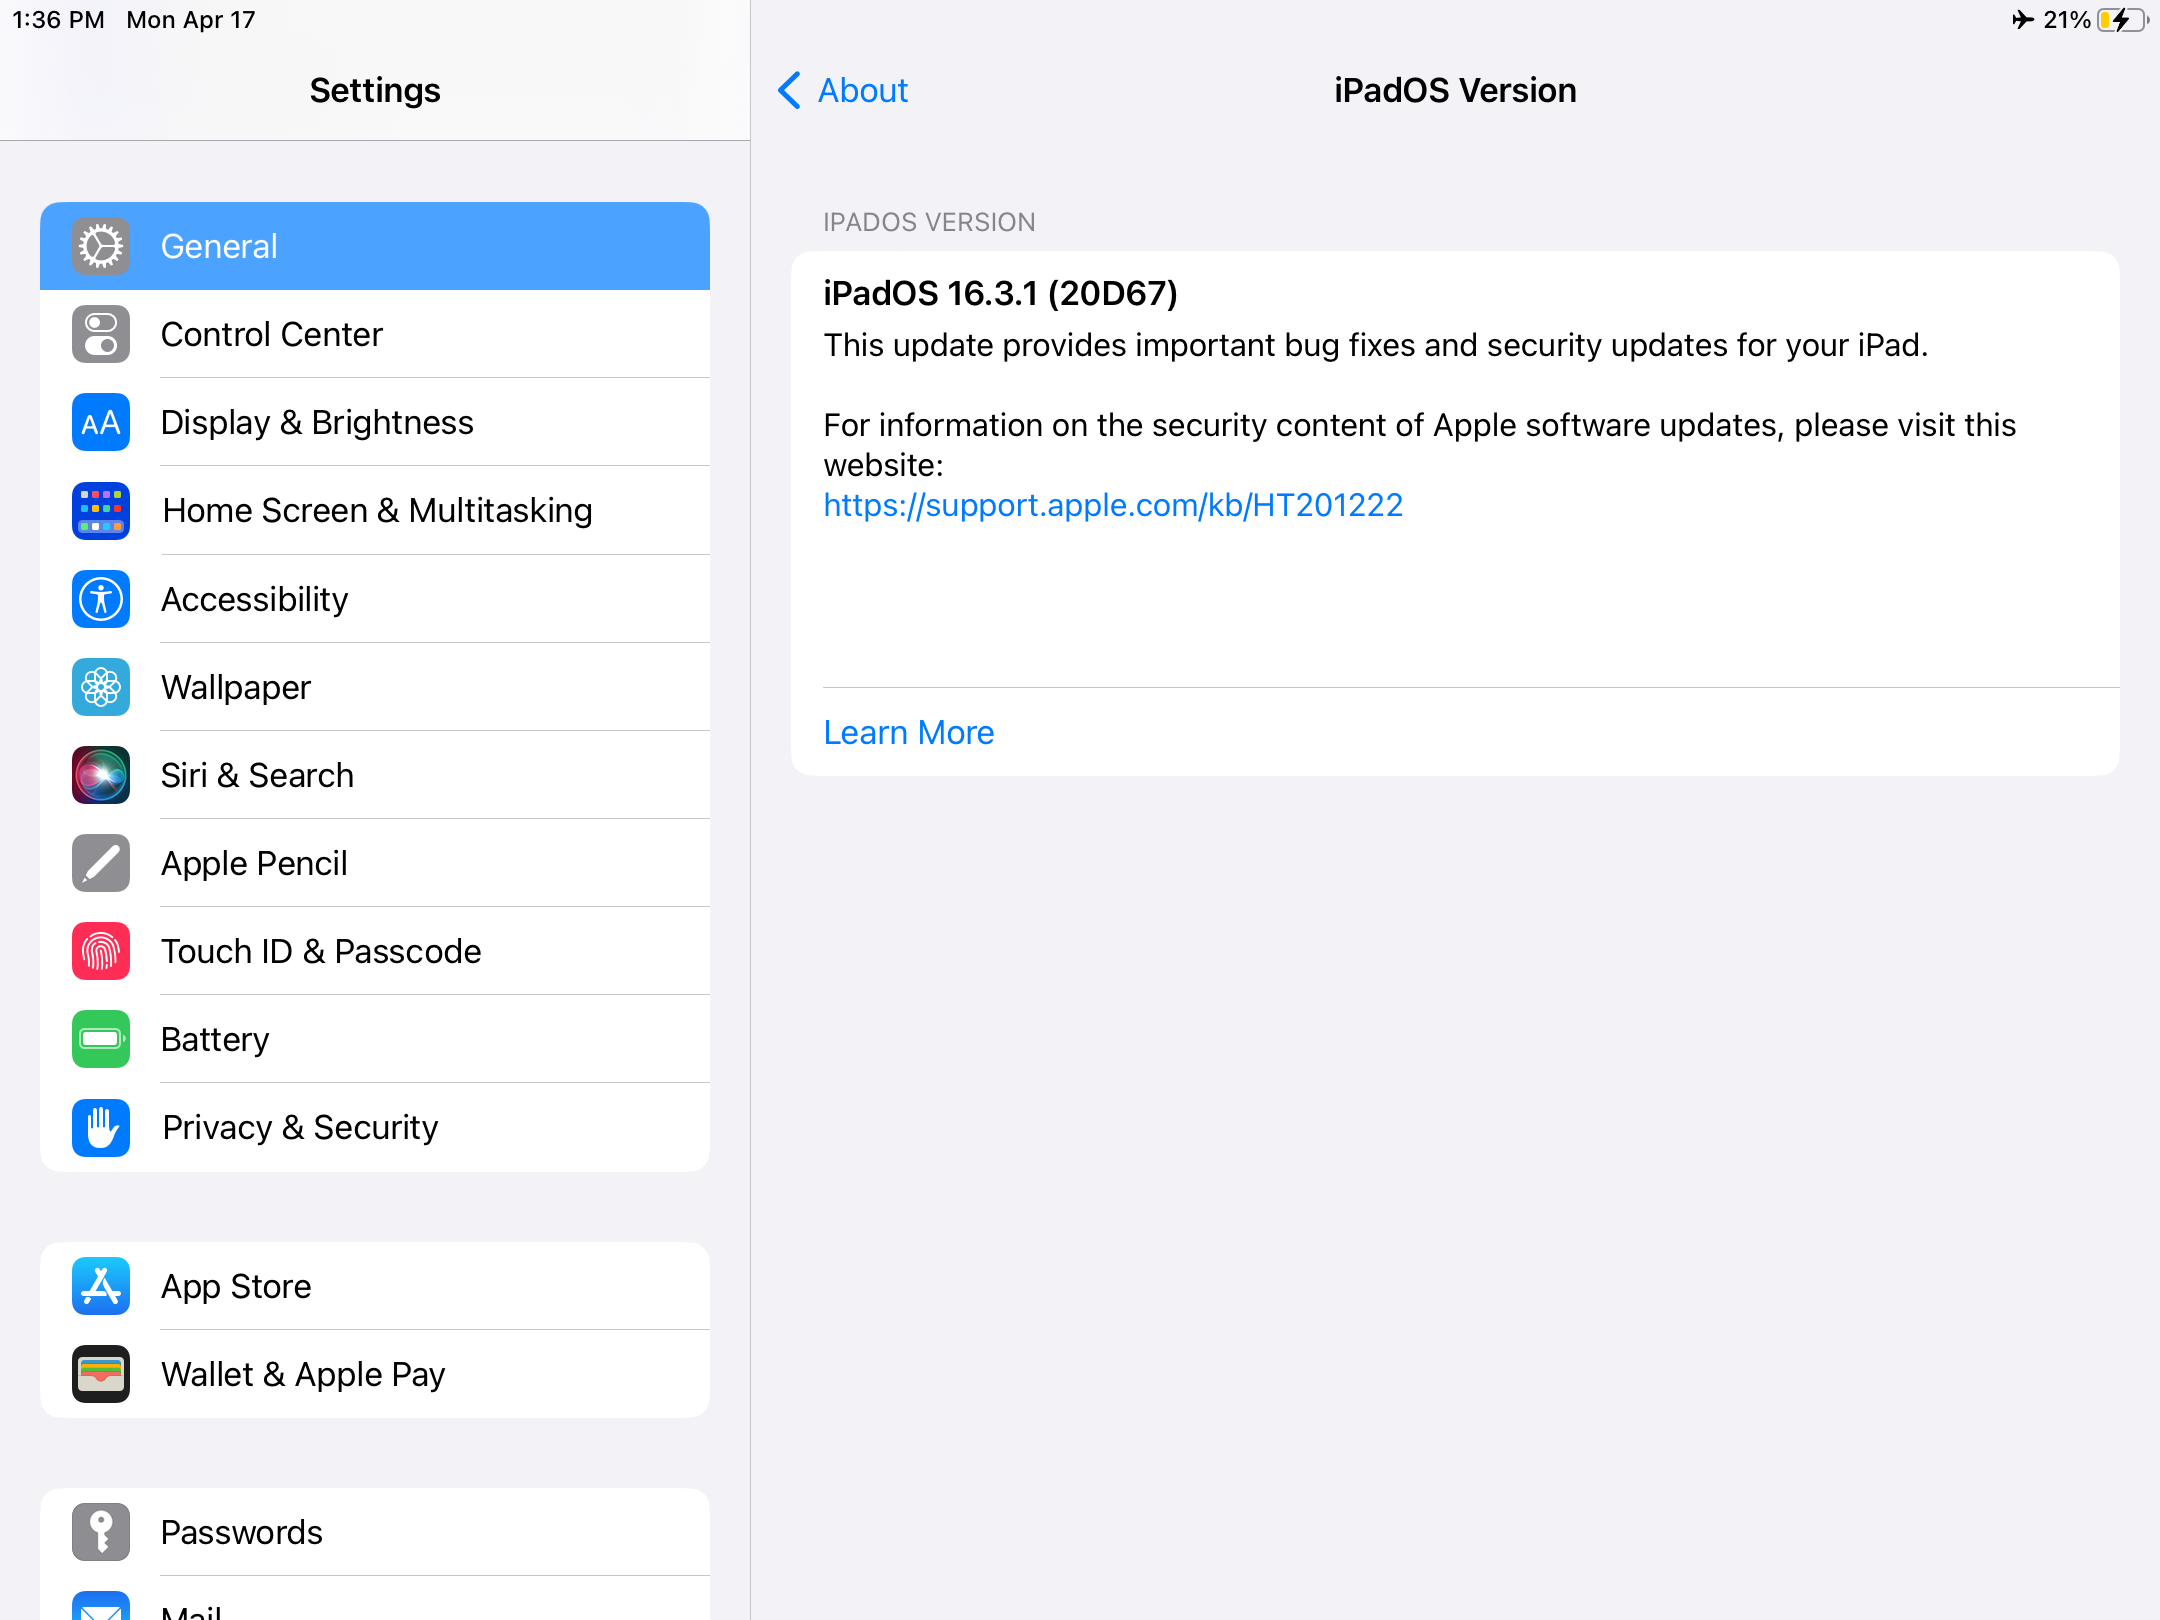 1:36 PM Mon Apr 17
21%
Settings
General
Control Center
AA Display & Brightness
Home Screen & Multitasking
Accessibility
Wallpaper
Siri & Search
Apple Pencil
Touch ID & Passcode
Battery
Privacy & Security
App Store
Wallet & Apple Pay
Passwords
Mail
About
iPadOS Version
IPADOS VERSION
iPadOS 16.3.1 (20D67)
This update provides important bug fixes and security updates for your iPad.
For information on the security content of Apple software updates, please visit this
website:
https://support.apple.com/kb/HT201222
Learn More